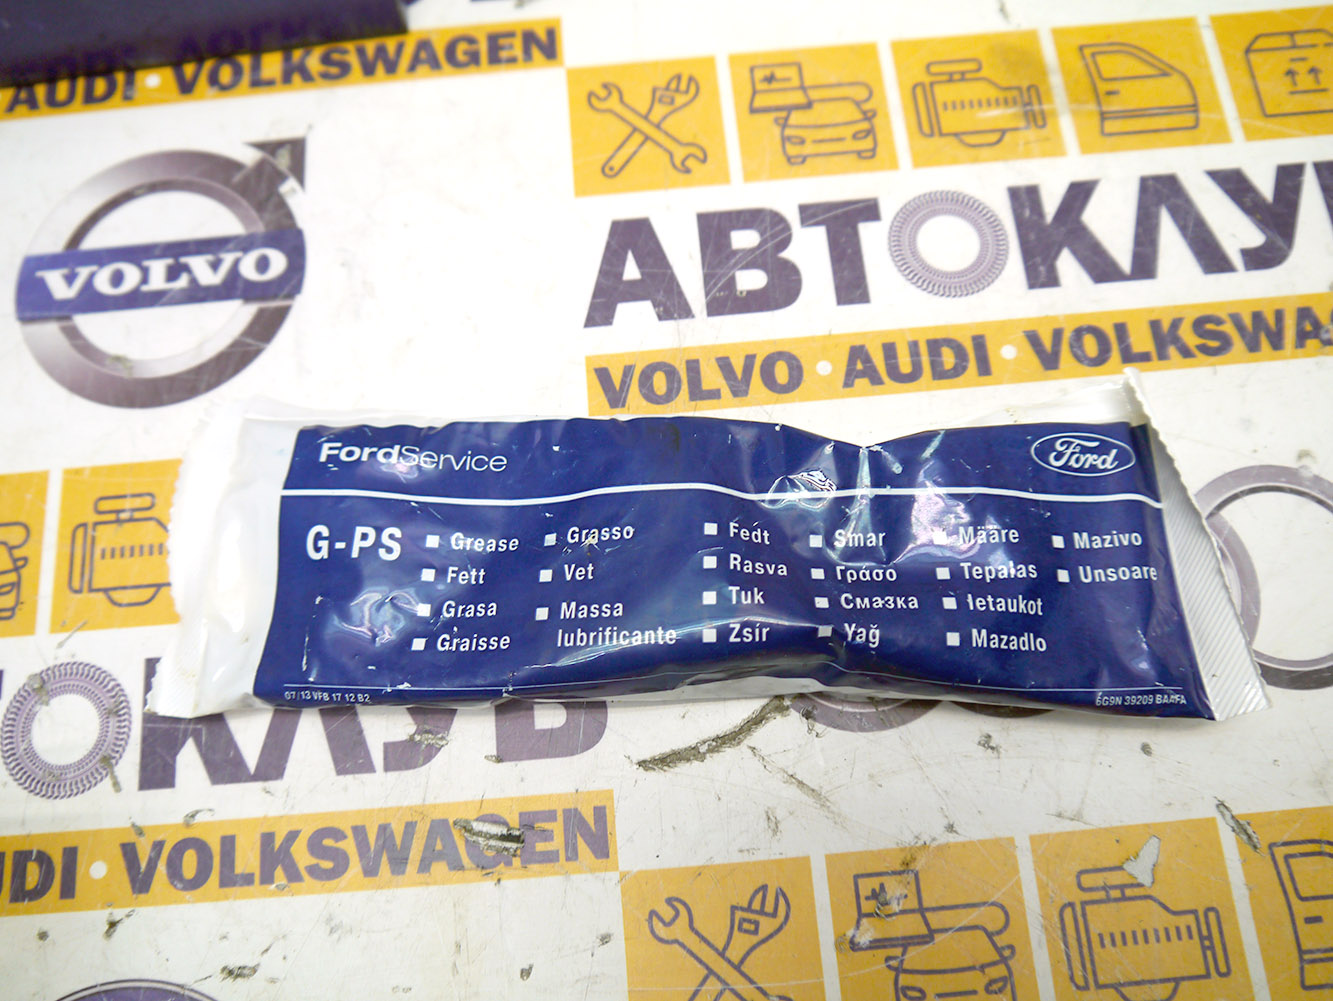 AUDI · VOLKSWAGEN
VOLVO
АВТОКЛУ
VOLVO · AUDI · VOLKSWA
FordService
Ford
G-PS
Grease
Fett
Grasa
Graisse
Grasso
Vet
Massa
lubrificante
Fedt
Rasva
Tuk
Zsír
Smar
Γράσο
Смазка
Yağ
Määre
Tepalas
Ietaukot
Mazadlo
Mazivo
Unsoare
07/13 VFB 17 12 B2
6G9N 39209 BA
ОКЛУБ
UDI · VOLKSWAGEN